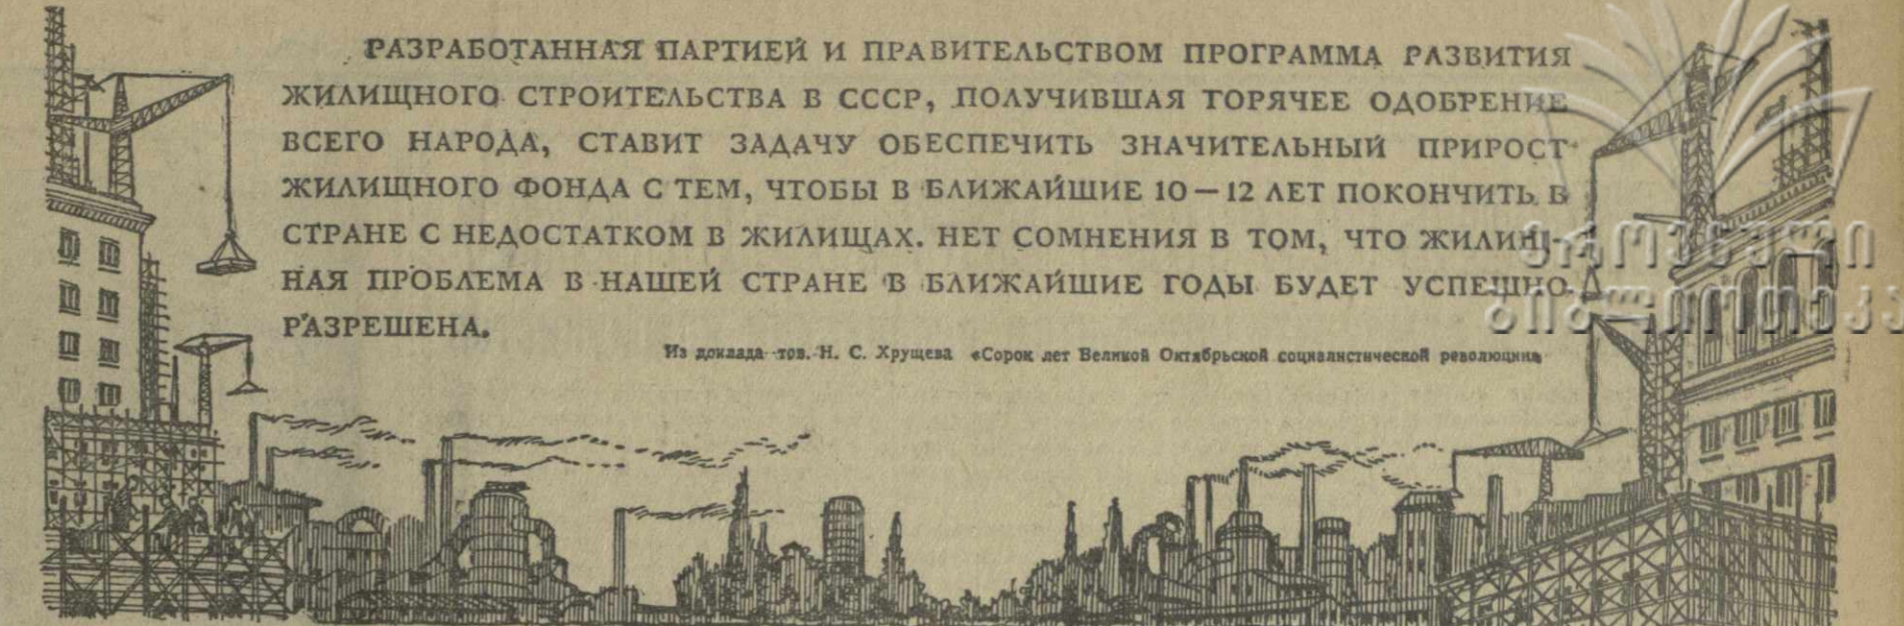 РАЗРАБОТАННАЯ ПАРТИЕЙ И ПРАВИТЕЛЬСТВОМ ПРОГРАММА РАЗВИТИЯ
ЖИЛИЩНОГО СТРОИТЕЛЬСТВА В СССР, ПОЛУЧИВШАЯ ГОРЯЧЕЕ ОДОБРЕНИЕ
ВСЕГО НАРОДА, СТАВИТ ЗАДАЧУ ОБЕСПЕЧИТЬ ЗНАЧИТЕЛЬНЫЙ ПРИРОСТ
ЖИЛИЩНОГО ФОНДА С ТЕМ, ЧТОБЫ В БЛИЖАЙШИЕ 10—12 ЛЕТ ПОКОНЧИТЬ В
СТРАНЕ С НЕДОСТАТКОМ В ЖИЛИЩАХ. НЕТ СОМНЕНИЯ В ТОМ, ЧТО ЖИЛИЩ-
НАЯ ПРОБЛЕМА В НАШЕЙ СТРАНЕ В БЛИЖАЙШИЕ ГОДЫ БУДЕТ УСПЕШНО
РАЗРЕШЕНА.
Из доклада тов. Н. С. Хрущева «Сорок лет Великой Октябрьской социалистической революции»
ეროვნული
ბიბლიოთეკა